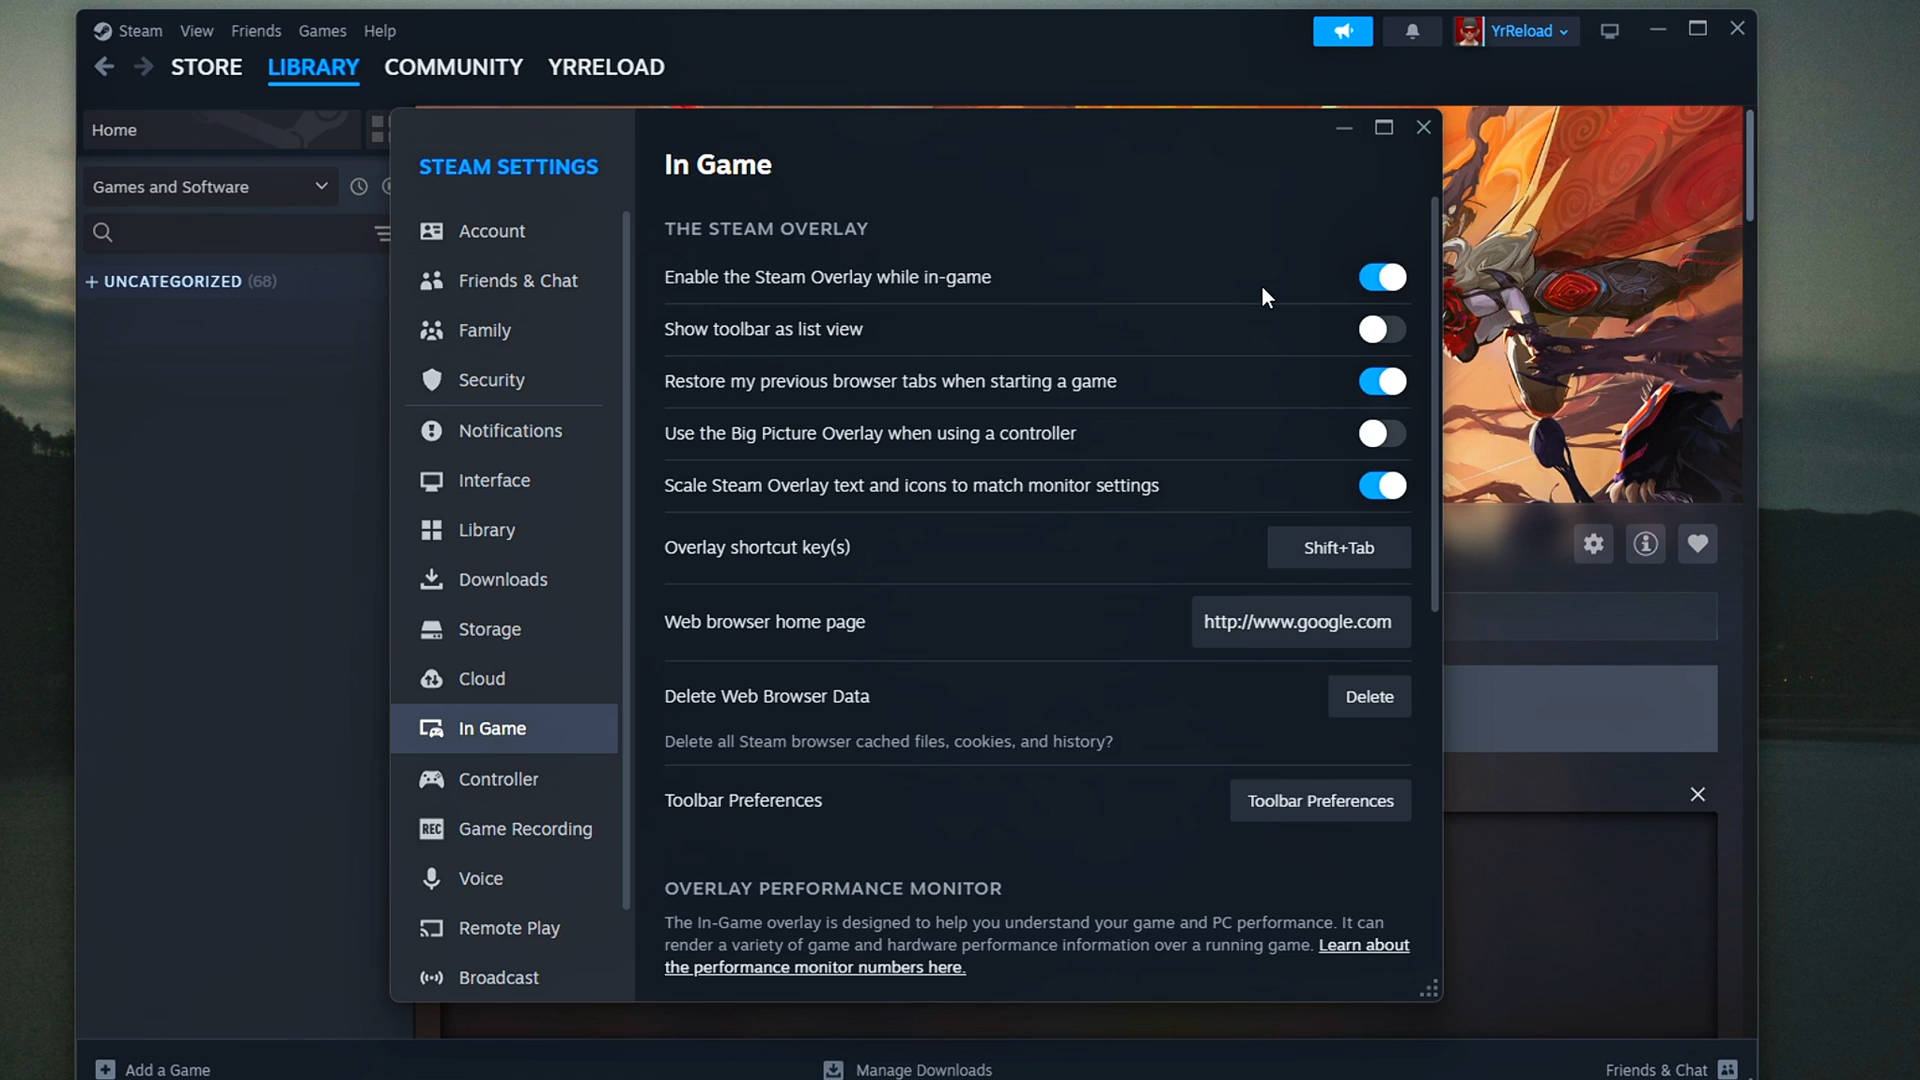 Steam View Friends Games Help
YrReload
STORE LIBRARY COMMUNITY YRRELOAD
Home
Games and Software
+ UNCATEGORIZED (68)
STEAM SETTINGS
Account
Friends & Chat
Family
Security
Notifications
Interface
Library
Downloads
Storage
Cloud
In Game
Controller
REC Game Recording
Voice
Remote Play
Broadcast
In Game
THE STEAM OVERLAY
Enable the Steam Overlay while in-game
Show toolbar as list view
Restore my previous browser tabs when starting a game
Use the Big Picture Overlay when using a controller
Scale Steam Overlay text and icons to match monitor settings
Overlay shortcut key(s) Shift+Tab
Web browser home page http://www.google.com
Delete Web Browser Data Delete
Delete all Steam browser cached files, cookies, and history?
Toolbar Preferences Toolbar Preferences
OVERLAY PERFORMANCE MONITOR
The In-Game overlay is designed to help you understand your game and PC performance. It can
render a variety of game and hardware performance information over a running game. Learn about
the performance monitor numbers here.
Add a Game Manage Downloads Friends & Chat